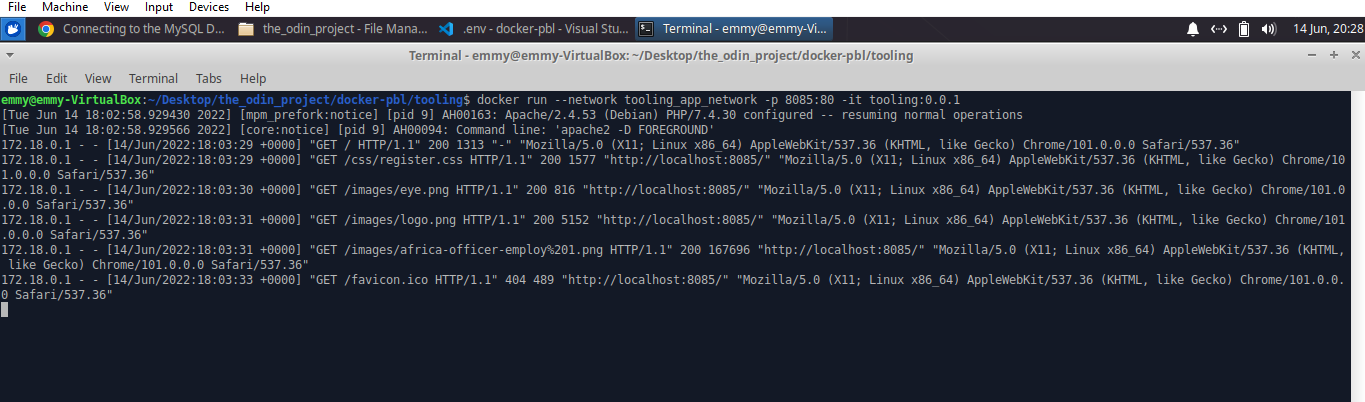 File Machine View Input Devices Help
Connecting to the MySQL D... the_odin_project - File Mana... .env - docker-pbl - Visual Stu... Terminal - emmy@emmy-Vi... 14 Jun, 20:28
Terminal - emmy@emmy-VirtualBox: ~/Desktop/the_odin_project/docker-pbl/tooling
File Edit View Terminal Tabs Help
emmy@emmy-VirtualBox:~/Desktop/the_odin_project/docker-pbl/tooling$ docker run --network tooling_app_network -p 8085:80 -it tooling:0.0.1
[Tue Jun 14 18:02:58.929430 2022] [mpm_prefork:notice] [pid 9] AH00163: Apache/2.4.53 (Debian) PHP/7.4.30 configured -- resuming normal operations
[Tue Jun 14 18:02:58.929566 2022] [core:notice] [pid 9] AH00094: Command line: 'apache2 -D FOREGROUND'
172.18.0.1 - - [14/Jun/2022:18:03:29 +0000] "GET / HTTP/1.1" 200 1313 "-" "Mozilla/5.0 (X11; Linux x86_64) AppleWebKit/537.36 (KHTML, like Gecko) Chrome/101.0.0.0 Safari/537.36"
172.18.0.1 - - [14/Jun/2022:18:03:29 +0000] "GET /css/register.css HTTP/1.1" 200 1577 "http://localhost:8085/" "Mozilla/5.0 (X11; Linux x86_64) AppleWebKit/537.36 (KHTML, like Gecko) Chrome/10
1.0.0.0 Safari/537.36"
172.18.0.1 - - [14/Jun/2022:18:03:30 +0000] "GET /images/eye.png HTTP/1.1" 200 816 "http://localhost:8085/" "Mozilla/5.0 (X11; Linux x86_64) AppleWebKit/537.36 (KHTML, like Gecko) Chrome/101.0
.0.0 Safari/537.36"
172.18.0.1 - - [14/Jun/2022:18:03:31 +0000] "GET /images/logo.png HTTP/1.1" 200 5152 "http://localhost:8085/" "Mozilla/5.0 (X11; Linux x86_64) AppleWebKit/537.36 (KHTML, like Gecko) Chrome/101
.0.0.0 Safari/537.36"
172.18.0.1 - - [14/Jun/2022:18:03:31 +0000] "GET /images/africa-officer-employ%201.png HTTP/1.1" 200 167696 "http://localhost:8085/" "Mozilla/5.0 (X11; Linux x86_64) AppleWebKit/537.36 (KHTML,
like Gecko) Chrome/101.0.0.0 Safari/537.36"
172.18.0.1 - - [14/Jun/2022:18:03:33 +0000] "GET /favicon.ico HTTP/1.1" 404 489 "http://localhost:8085/" "Mozilla/5.0 (X11; Linux x86_64) AppleWebKit/537.36 (KHTML, like Gecko) Chrome/101.0.0.
0 Safari/537.36"